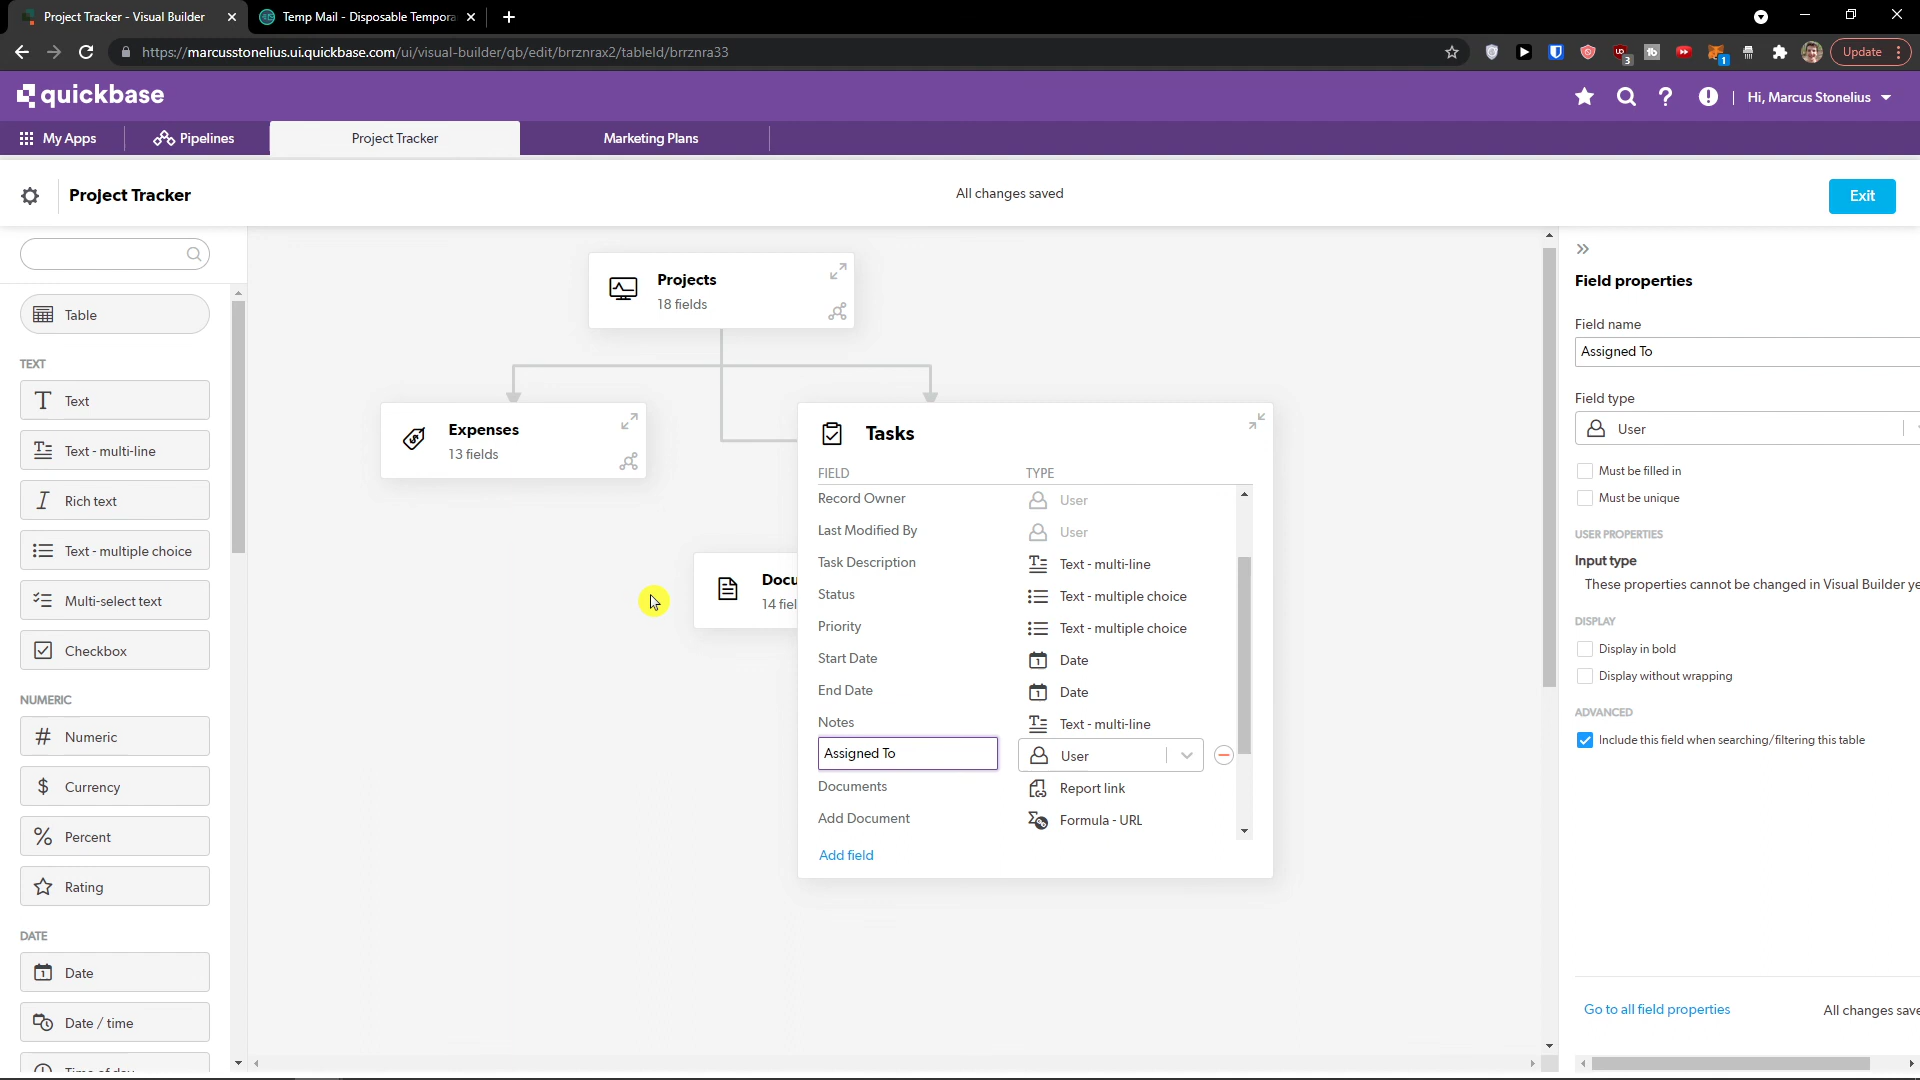 Project Tracker - Visual Builder
Temp Mail - Disposable Tempora
https://marcusstonelius.ui.quickbase.com/ui/visual-builder/qb/edit/brrznrax2/tableId/brrznra33
Update
3
1
quickbase
Hi, Marcus Stonelius
My Apps
Pipelines
Project Tracker
Marketing Plans
Project Tracker
All changes saved
Exit
Table
TEXT
Text
Text - multi-line
Rich text
Text - multiple choice
Multi-select text
Checkbox
NUMERIC
Numeric
Currency
Percent
Rating
DATE
Date
Date / time
Projects
18 fields
Expenses
13 fields
Docu
14 fiel
Tasks
FIELD TYPE
Record Owner User
Last Modified By User
Task Description Text - multi-line
Status Text - multiple choice
Priority Text - multiple choice
Start Date Date
End Date Date
Notes Text - multi-line
Assigned To User
Documents Report link
Add Document Formula - URL
Add field
Field properties
Field name
Assigned To
Field type
User
Must be filled in
Must be unique
USER PROPERTIES
Input type
These properties cannot be changed in Visual Builder ye
DISPLAY
Display in bold
Display without wrapping
ADVANCED
Include this field when searching/filtering this table
Go to all field properties
All changes save